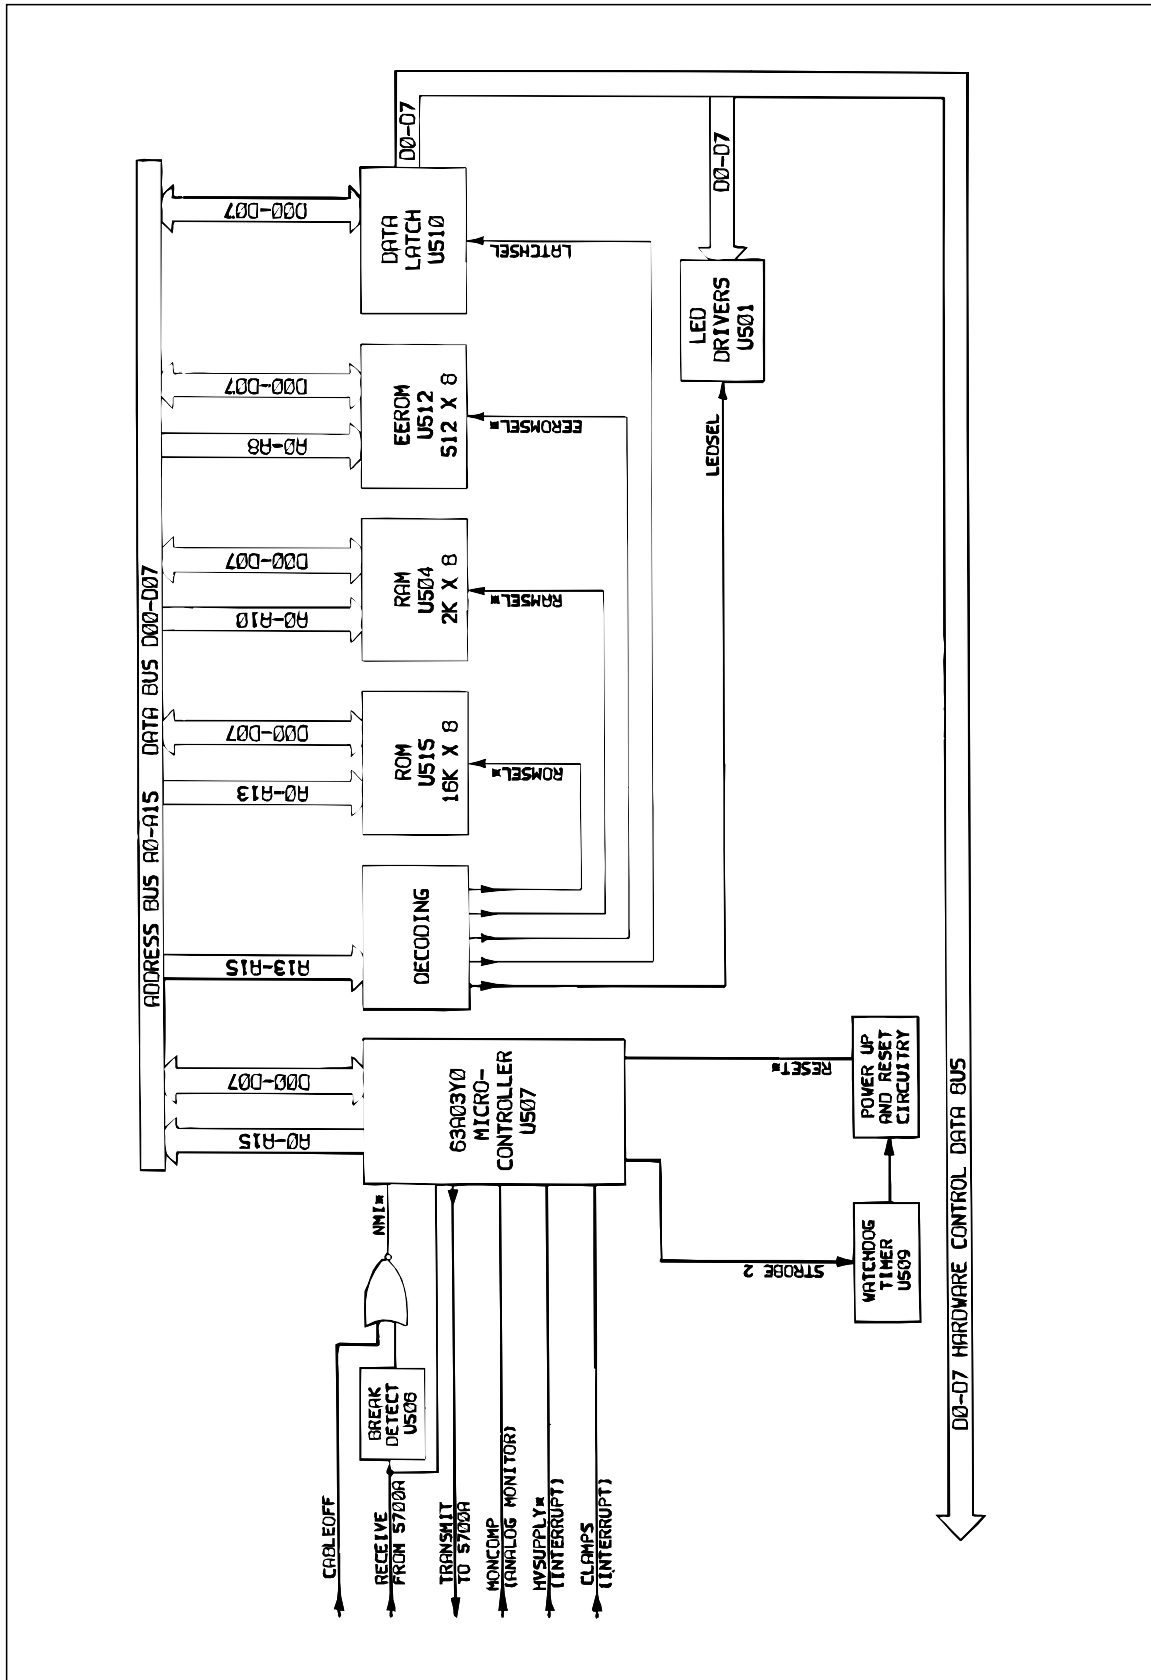 ADDRESS BUS A0-A15 DATA BUS D00-D07
A0-A15
D00-D07
A13-A15
A0-A13
D00-D07
A0-A10
D00-D07
A0-A8
D00-D07
D00-D07
63A03Y0
MICRO-
CONTROLLER
U507
DECODING
ROM
U515
16K X 8
RAM
U504
2K X 8
EEROM
U512
512 X 8
DATA
LATCH
U510
D0-D7
ROMSEL*
RAMSEL*
EEROMSEL*
LATCHSEL
LEDSEL
LED
DRIVERS
U501
D0-D7
NMI*
BREAK
DETECT
U506
CABLEOFF
RECEIVE
FROM 5700A
TRANSMIT
TO 5700A
MONCOMP
(ANALOG MONITOR)
HVSUPPLY*
(INTERRUPT)
CLAMPS
(INTERRUPT)
STROBE 2
RESET*
WATCHDOG
TIMER
U509
POWER UP
AND RESET
CIRCUITRY
D0-D7 HARDWARE CONTROL DATA BUS